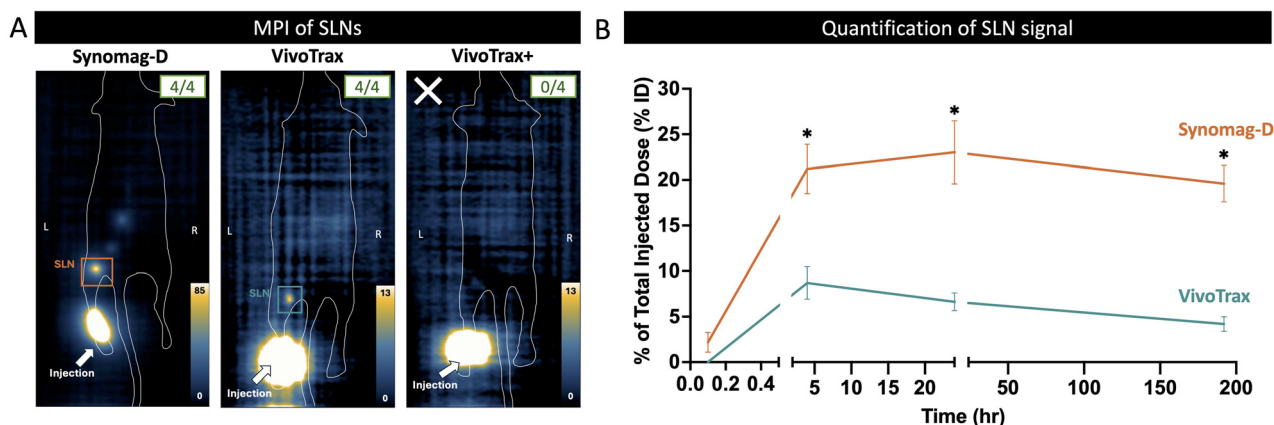 A
MPI of SLNs
Synomag-D
VivoTrax
VivoTrax+
4/4
4/4
0/4
L
R
L
R
L
R
SLN
SLN
85
0
13
0
13
0
Injection
Injection
Injection
B
Quantification of SLN signal
% of Total Injected Dose (% ID)
30
25
20
15
10
5
0
*
*
*
Synomag-D
VivoTrax
0.0 0.2 0.4 5 10 15 20 50 100 150 200
Time (hr)